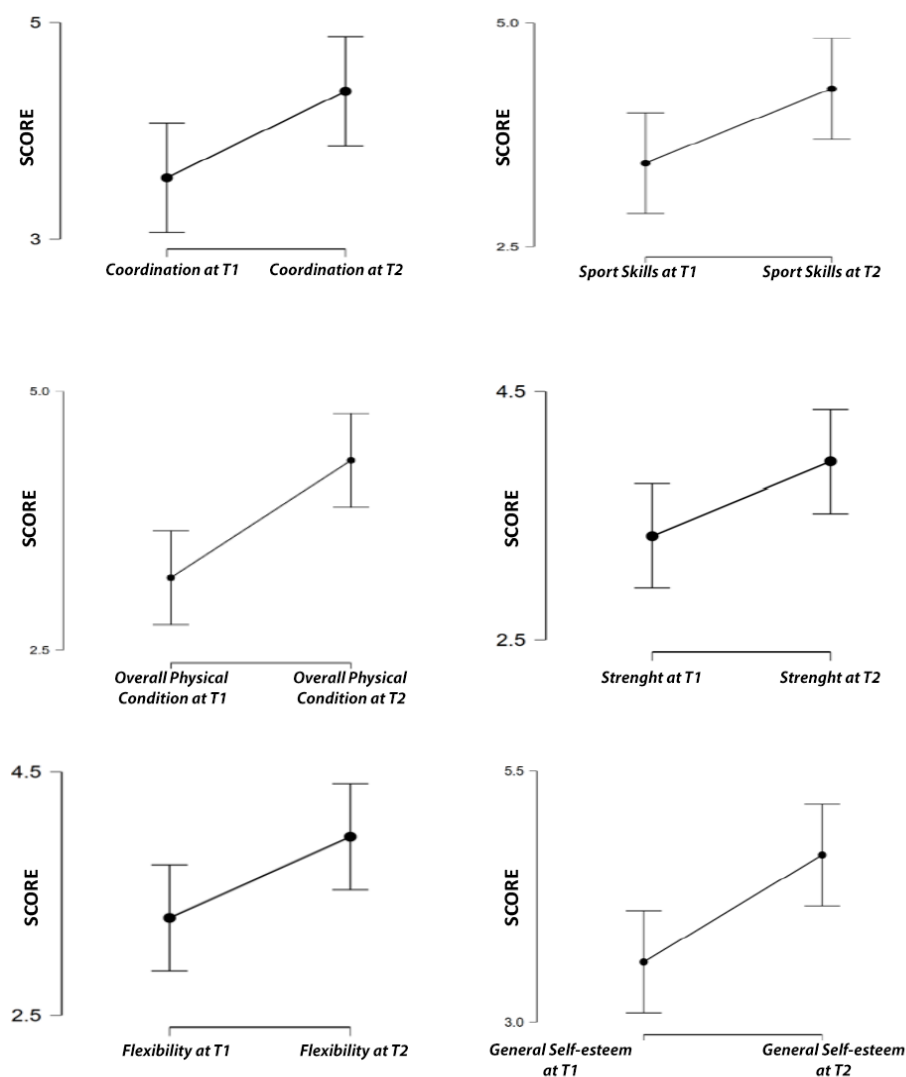 5
SCORE
3
Coordination at T1
Coordination at T2
5.0
SCORE
2.5
Sport Skills at T1
Sport Skills at T2
5.0
SCORE
2.5
Overall Physical
Condition at T1
Overall Physical
Condition at T2
4.5
SCORE
2.5
Strenght at T1
Strenght at T2
4.5
SCORE
2.5
Flexibility at T1
Flexibility at T2
5.5
SCORE
3.0
General Self-esteem
at T1
General Self-esteem
at T2